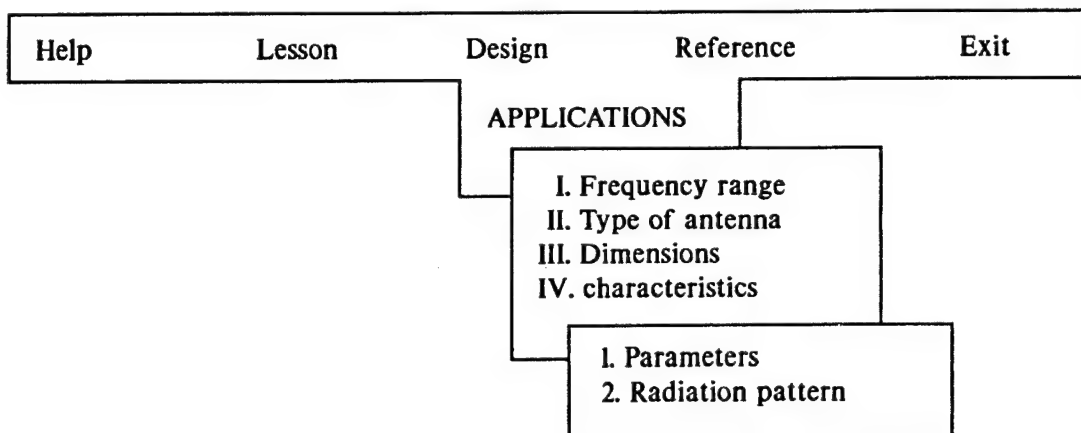 Help Lesson Design Reference Exit
APPLICATIONS
I. Frequency range
II. Type of antenna
III. Dimensions
IV. characteristics
1. Parameters
2. Radiation pattern